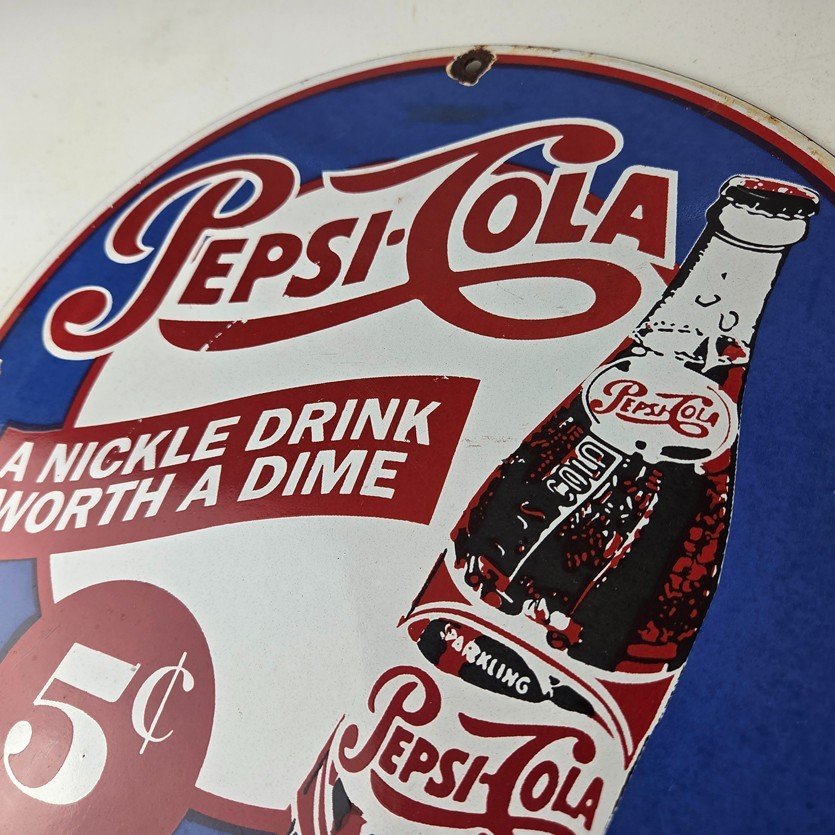 PEPSI-COLA
A NICKLE DRINK
WORTH A DIME
5¢
PEPSI-COLA
SPARKLING
PEPSI-COLA